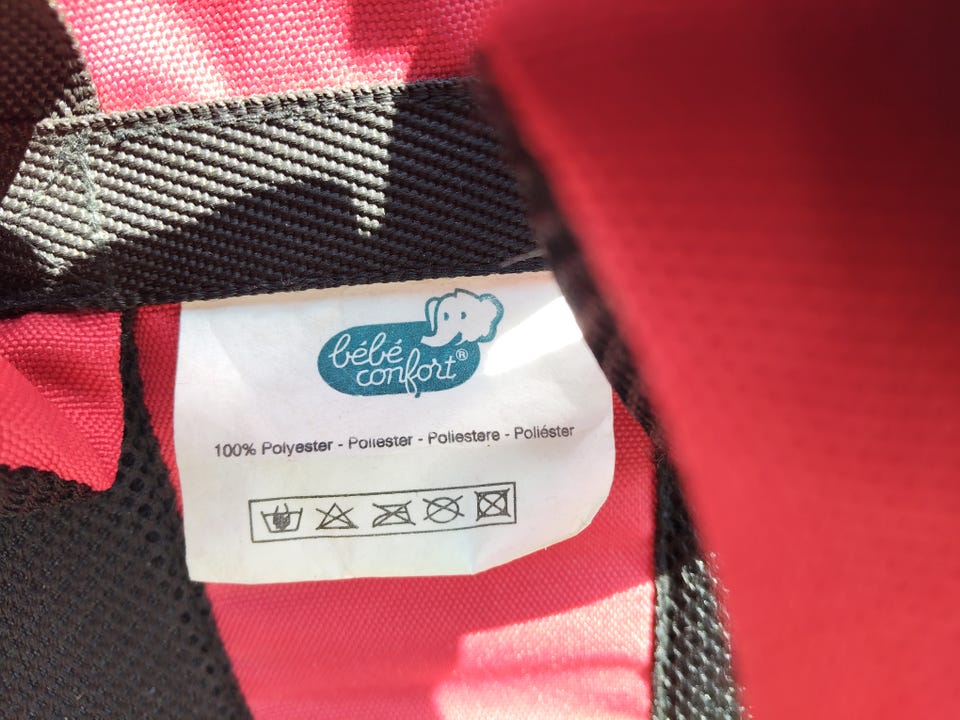 bébé
confort®
100% Polyester - Poliester - Poliestere - Poliéster